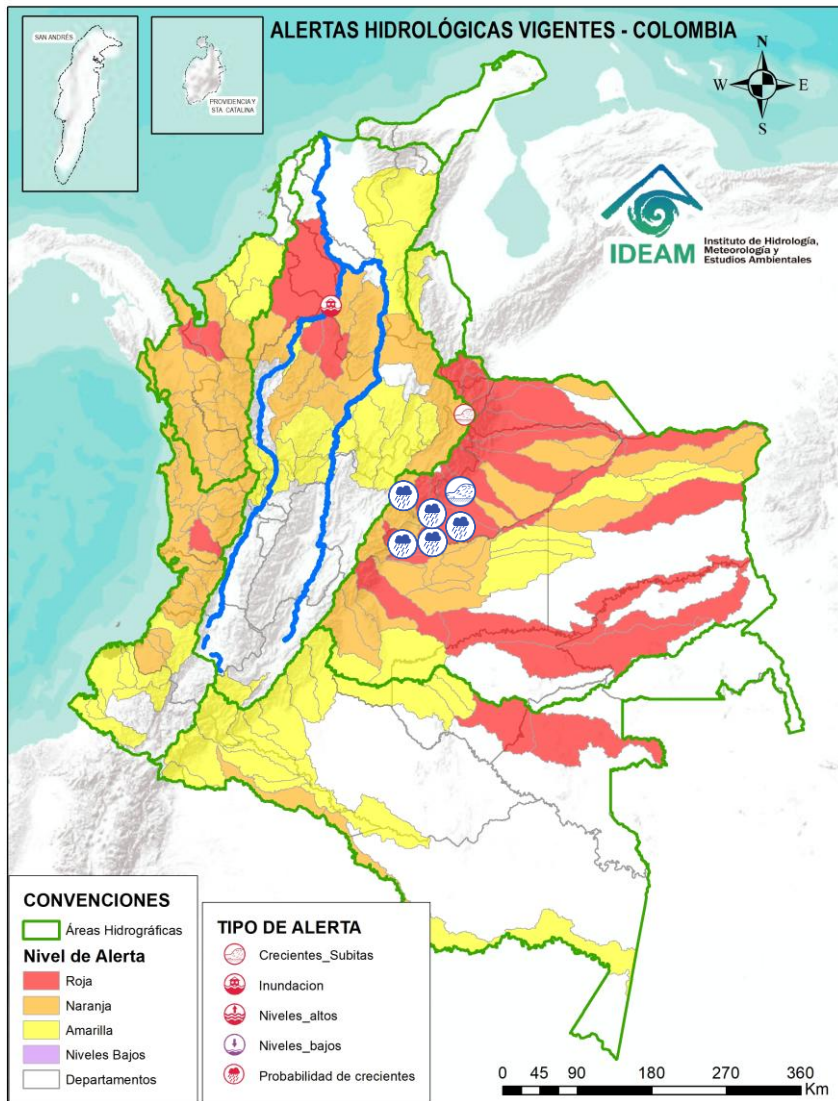 ALERTAS HIDROLÓGICAS VIGENTES - COLOMBIA
SAN ANDRÉS
PROVIDENCIA Y
STA. CATALINA
N
W
E
S
IDEAM
Instituto de Hidrología,
Meteorología y
Estudios Ambientales
CONVENCIONES
Áreas Hidrográficas
Nivel de Alerta
Roja
Naranja
Amarilla
Niveles Bajos
Departamentos
TIPO DE ALERTA
Crecientes_Subitas
Inundacion
Niveles_altos
Niveles_bajos
Probabilidad de crecientes
0 45 90 180 270 360
Km